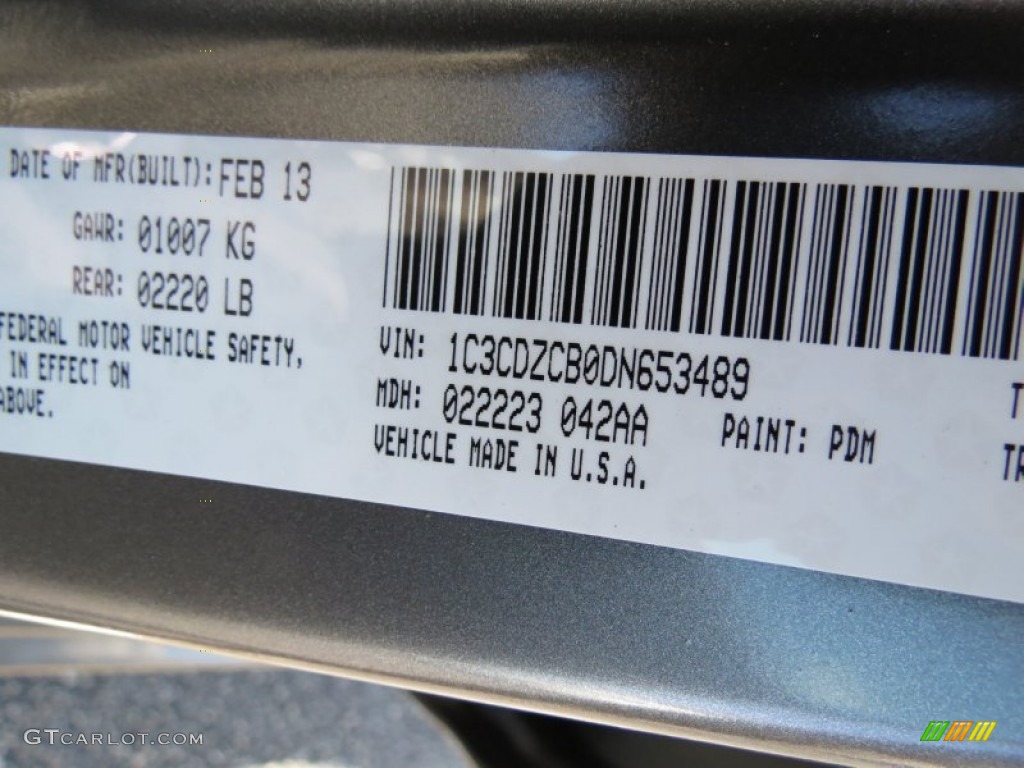 DATE OF MFR(BUILT): FEB 13
GAWR: 01007 KG
REAR: 02220 LB
FEDERAL MOTOR VEHICLE SAFETY,
IN EFFECT ON
ABOVE.
VIN: 1C3CDZCB0DN653489
MDH: 022223 042AA
PAINT: PDM
VEHICLE MADE IN U.S.A.
GTCARLOT.COM